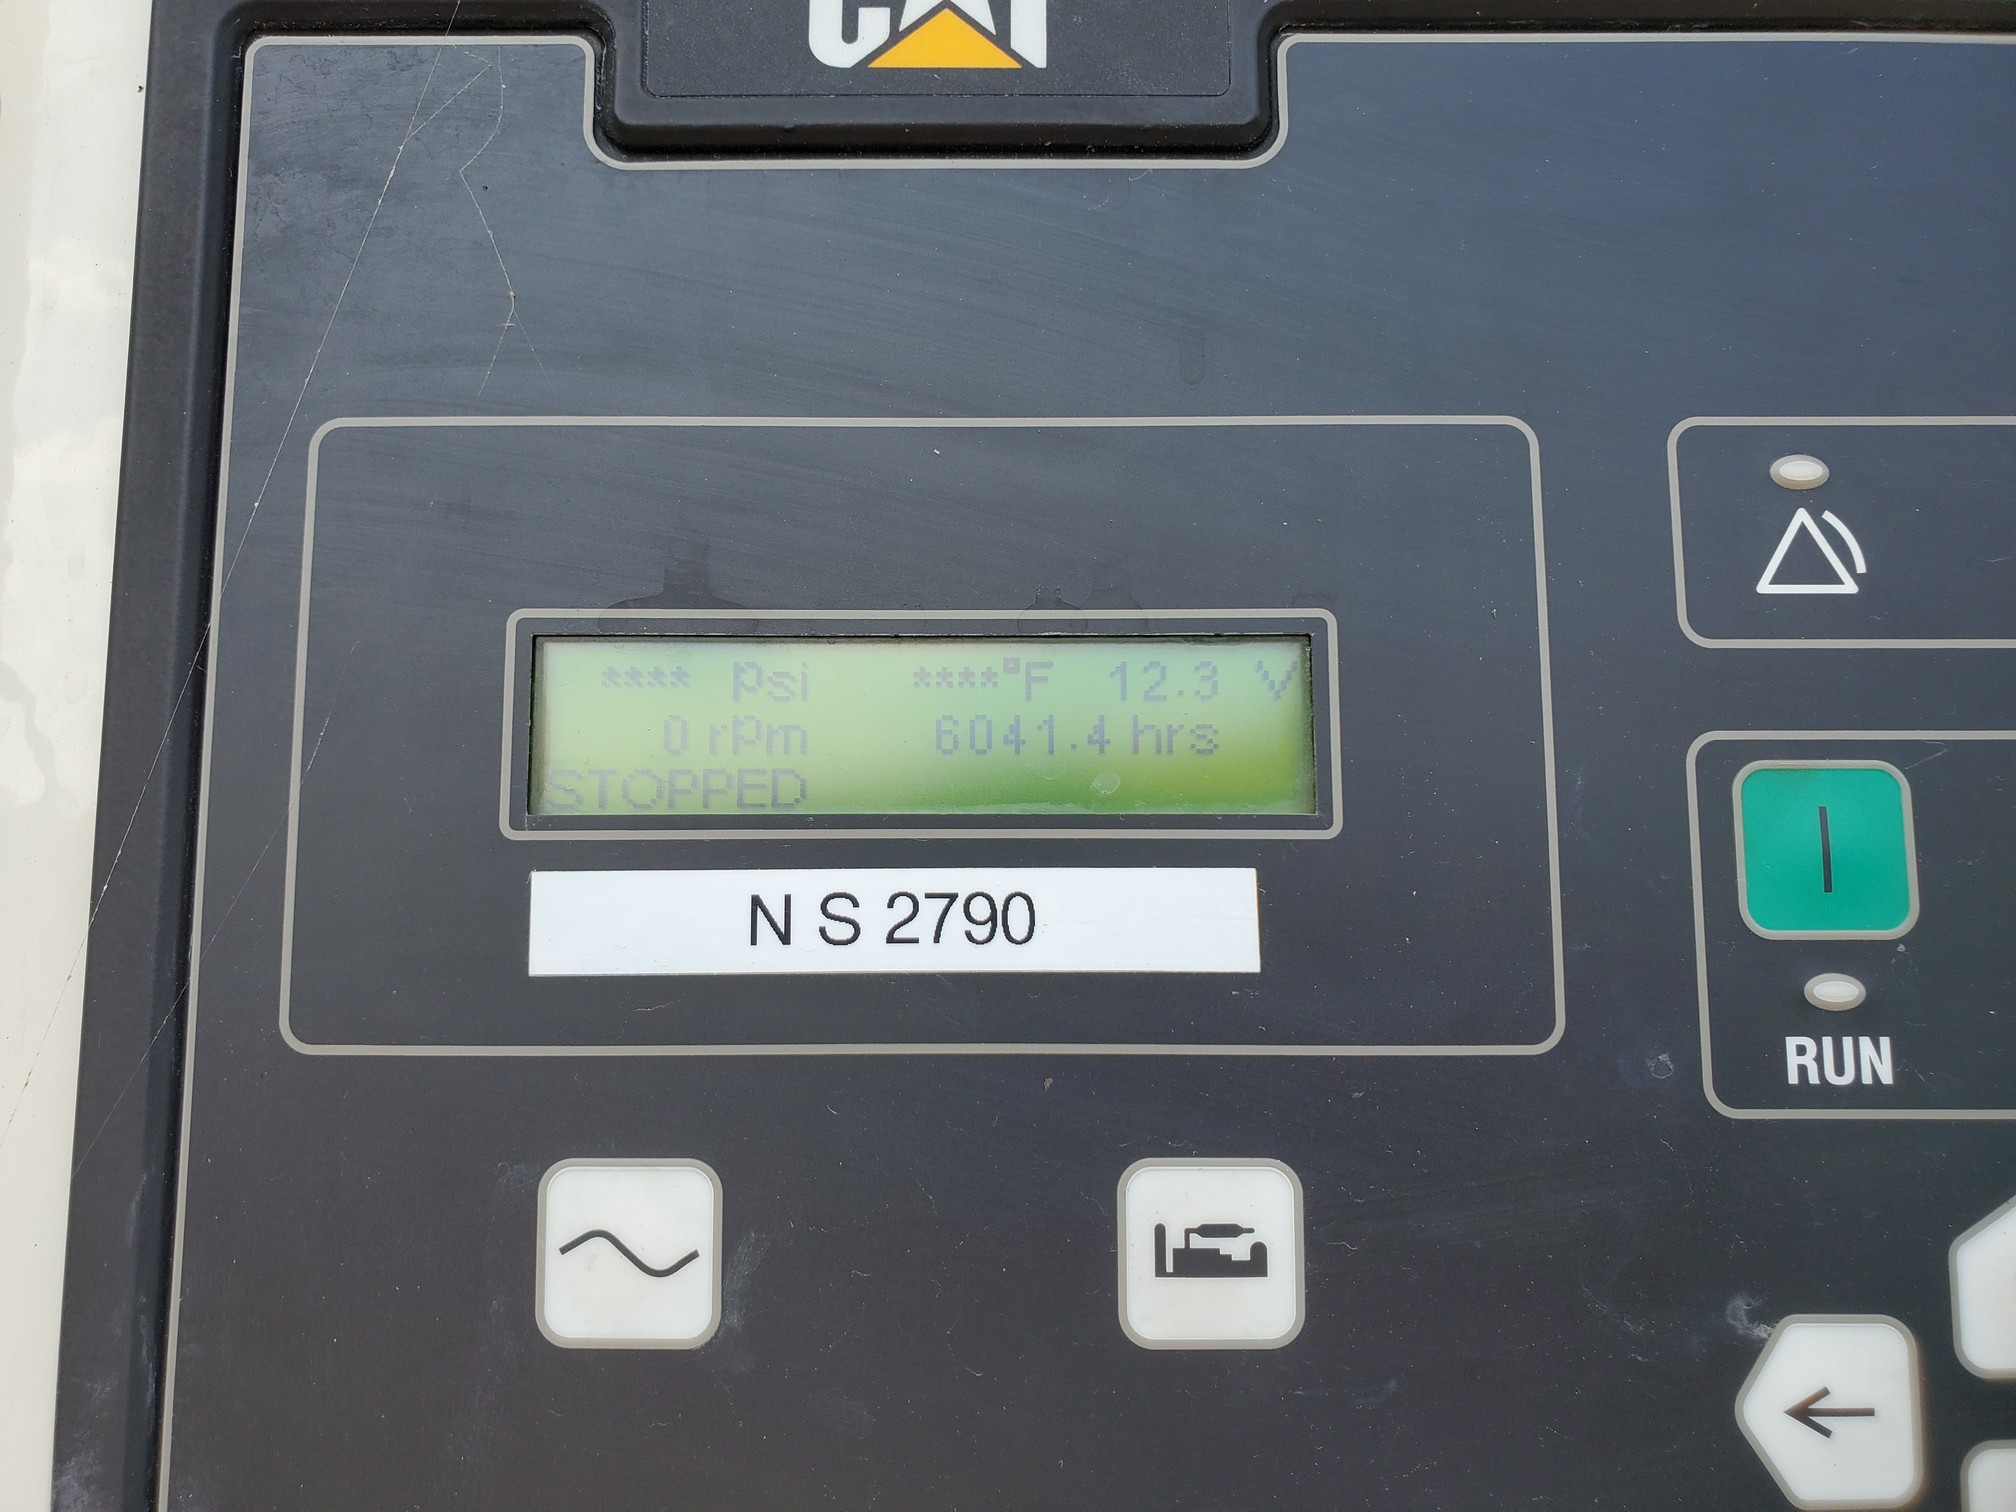 CAT
**** psi ****°F 12.3 V
0 rpm 6041.4 hrs
STOPPED
N S 2790
RUN